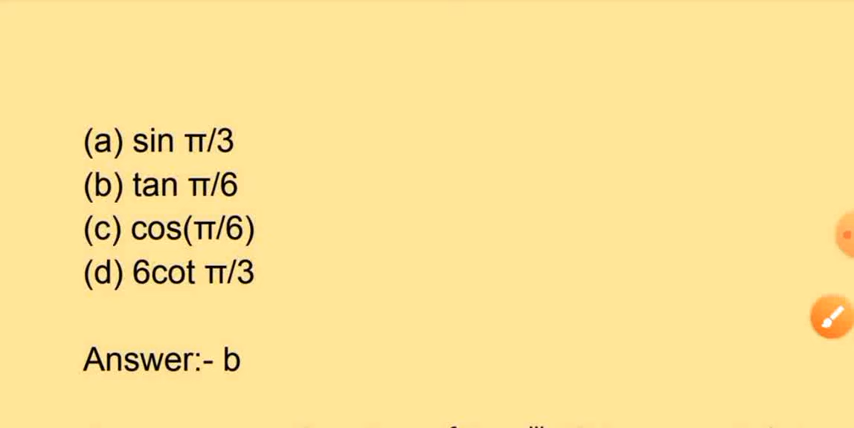 (a) sin π/3
(b) tan π/6
(c) cos(π/6)
(d) 6cot π/3
Answer:- b